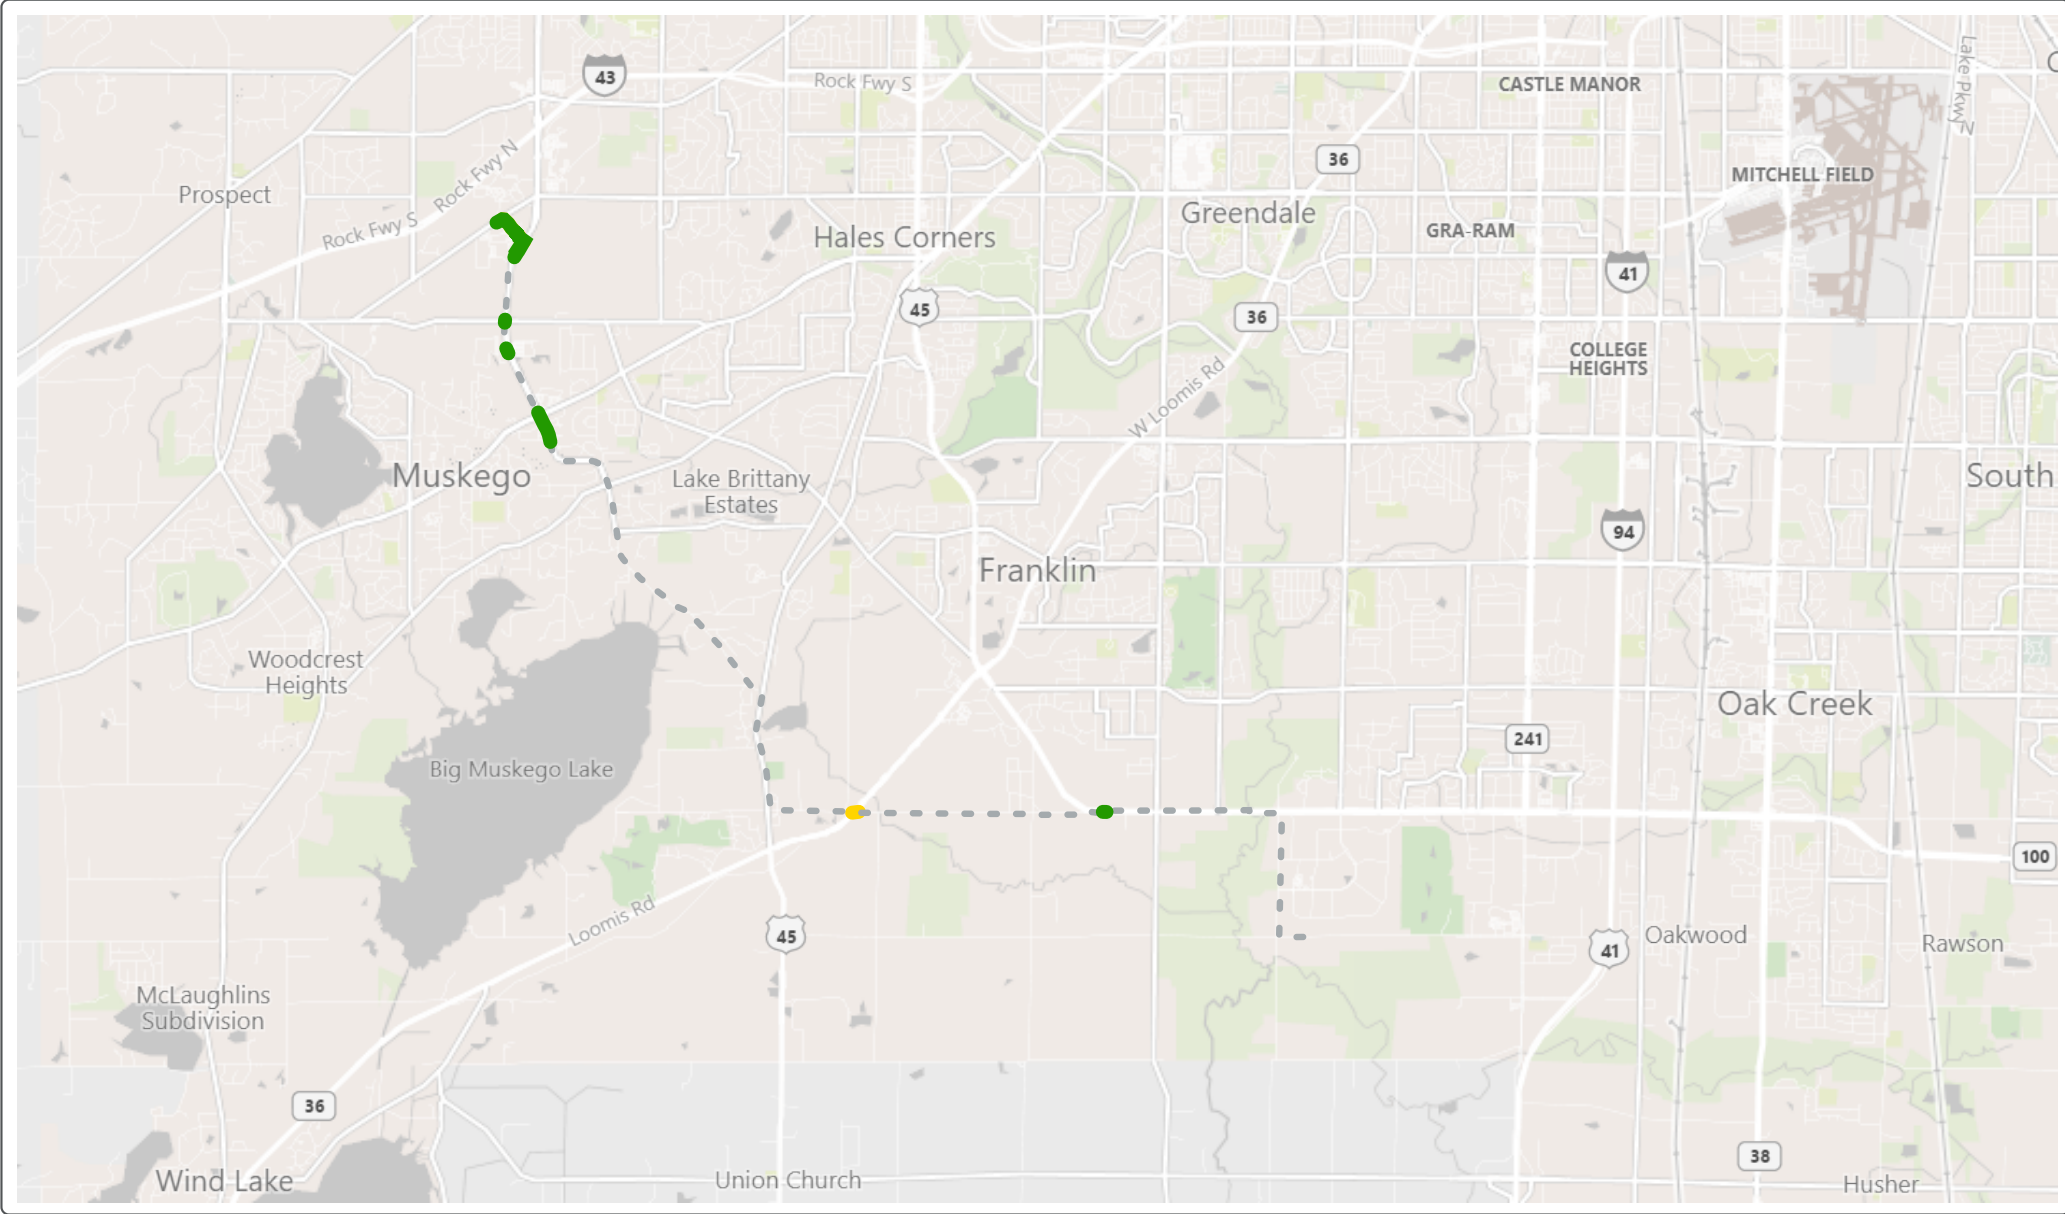 43
Rock Fwy S
CASTLE MANOR
Lake Pkwy N
36
MITCHELL FIELD
Prospect
Rock Fwy N
Rock Fwy S
Greendale
Hales Corners
GRA-RAM
41
45
36
COLLEGE
HEIGHTS
W Loomis Rd
Muskego
Lake Brittany
Estates
South
94
Franklin
Woodcrest
Heights
Oak Creek
241
Big Muskego Lake
100
Loomis Rd
45
41
Oakwood
Rawson
McLaughlins
Subdivision
36
38
Wind Lake
Union Church
Husher